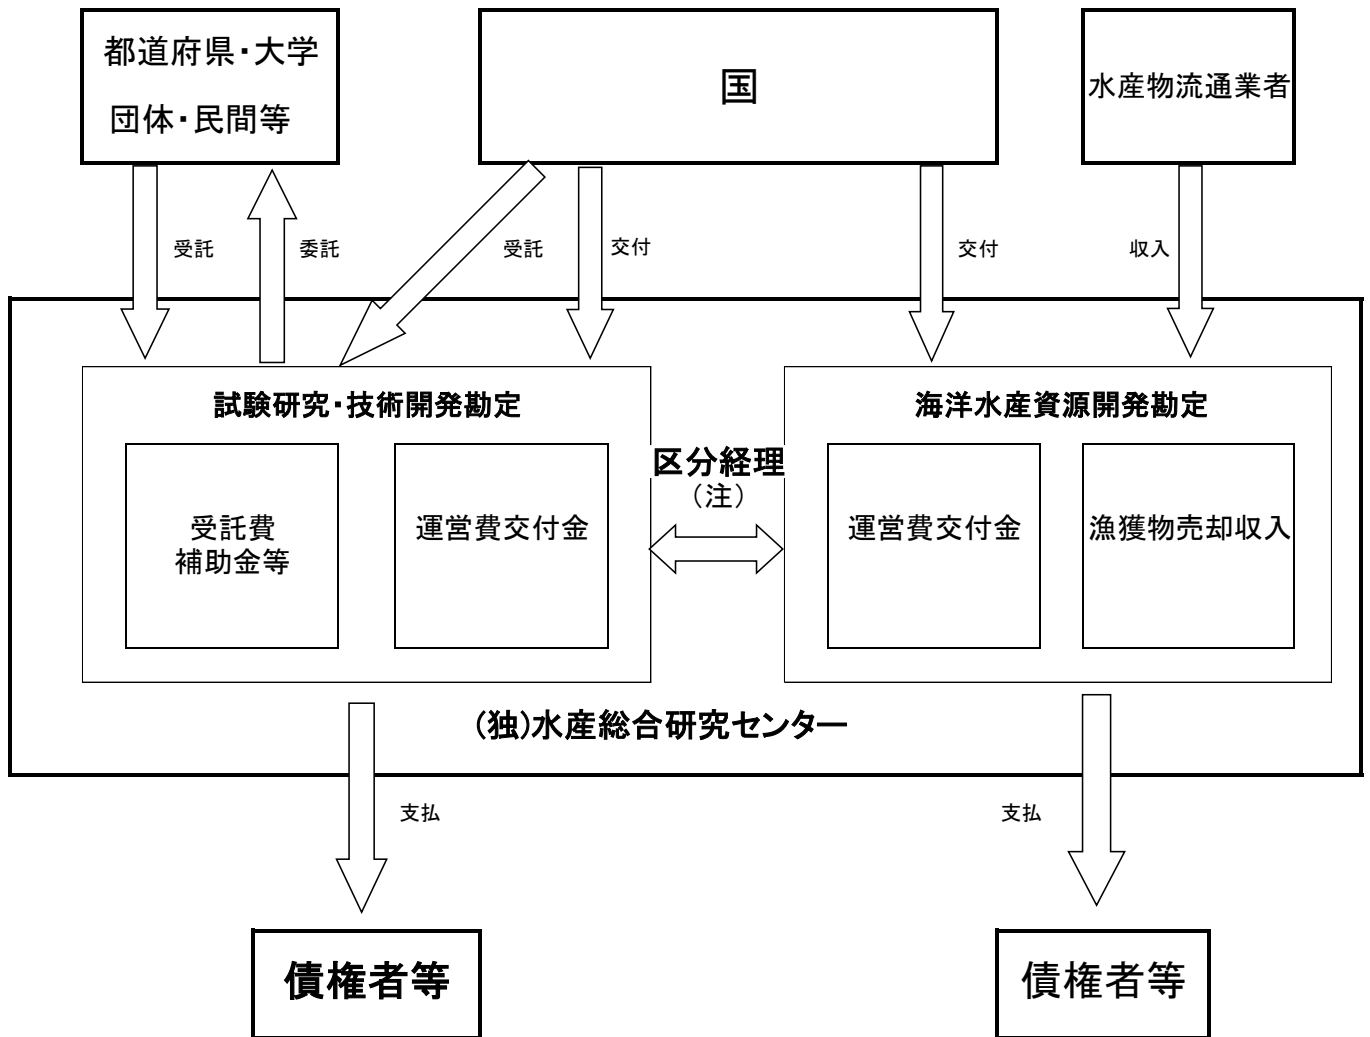 都道府県・大学
団体・民間等
国
水産物流通業者
受託
委託
受託
交付
交付
収入
試験研究・技術開発勘定
海洋水産資源開発勘定
区分経理
（注）
受託費
補助金等
運営費交付金
運営費交付金
漁獲物売却収入
(独)水産総合研究センター
支払
支払
債権者等
債権者等